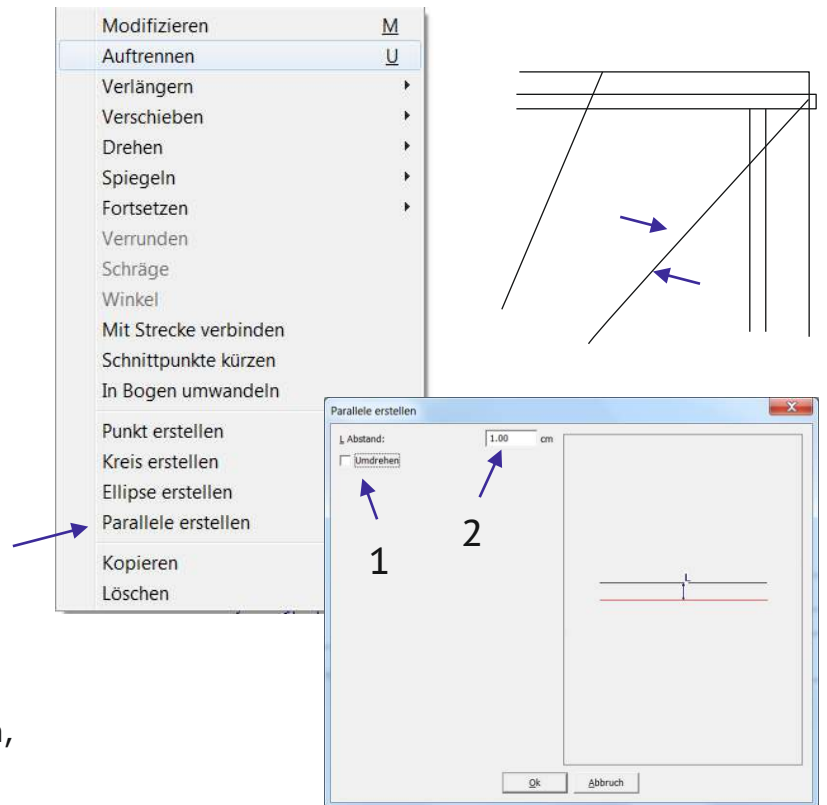 Modifizieren M
Auftrennen U
Verlängern
Verschieben
Drehen
Spiegeln
Fortsetzen
Verrunden
Schräge
Winkel
Mit Strecke verbinden
Schnittpunkte kürzen
In Bogen umwandeln
Punkt erstellen
Kreis erstellen
Ellipse erstellen
Parallele erstellen
Kopieren
Löschen
Parallele erstellen
L Abstand: 1.00 cm
Umdrehen
1
2
L
Ok Abbruch